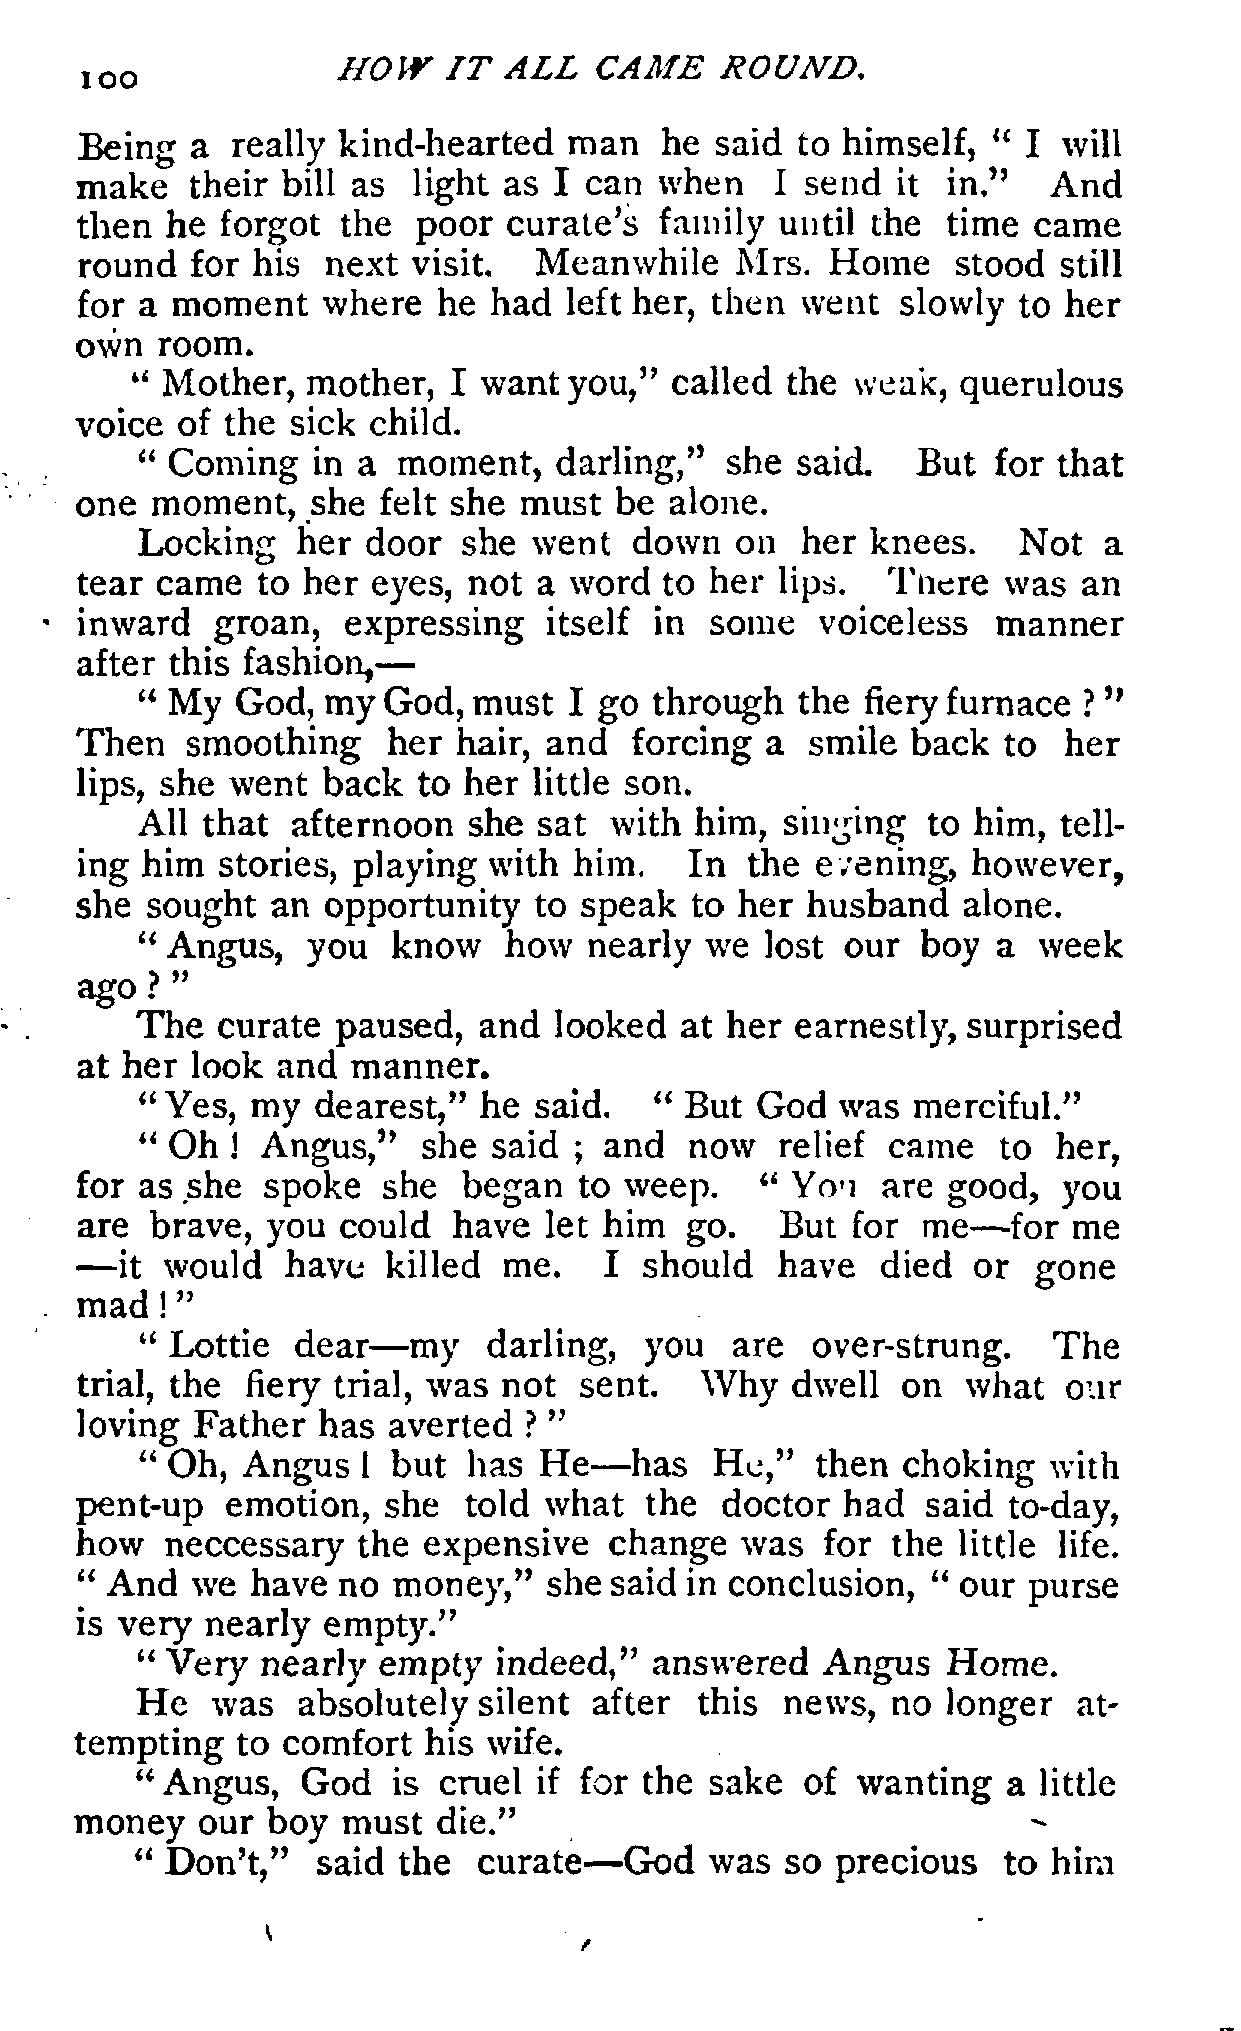 100 HOW IT ALL CAME ROUND.
Being a really kind-hearted man he said to himself, “ I will
make their bill as light as I can when I send it in.” And
then he forgot the poor curate's family until the time came
round for his next visit. Meanwhile Mrs. Home stood still
for a moment where he had left her, then went slowly to her
own room.
“ Mother, mother, I want you,” called the weak, querulous
voice of the sick child.
“ Coming in a moment, darling,” she said. But for that
one moment, she felt she must be alone.
Locking her door she went down on her knees. Not a
tear came to her eyes, not a word to her lips. There was an
inward groan, expressing itself in some voiceless manner
after this fashion,—
“ My God, my God, must I go through the fiery furnace ? ”
Then smoothing her hair, and forcing a smile back to her
lips, she went back to her little son.
All that afternoon she sat with him, singing to him, tell-
ing him stories, playing with him. In the evening, however,
she sought an opportunity to speak to her husband alone.
“ Angus, you know how nearly we lost our boy a week
ago ? ”
The curate paused, and looked at her earnestly, surprised
at her look and manner.
“ Yes, my dearest,” he said. “ But God was merciful.”
“ Oh ! Angus,” she said ; and now relief came to her,
for as she spoke she began to weep. “ You are good, you
are brave, you could have let him go. But for me—for me
—it would have killed me. I should have died or gone
mad ! ”
“ Lottie dear—my darling, you are over-strung. The
trial, the fiery trial, was not sent. Why dwell on what our
loving Father has averted ? ”
“ Oh, Angus ! but has He—has He,” then choking with
pent-up emotion, she told what the doctor had said to-day,
how neccessary the expensive change was for the little life.
“ And we have no money,” she said in conclusion, “ our purse
is very nearly empty.”
“ Very nearly empty indeed,” answered Angus Home.
He was absolutely silent after this news, no longer at-
tempting to comfort his wife.
“ Angus, God is cruel if for the sake of wanting a little
money our boy must die.”
“ Don't,” said the curate—God was so precious to him